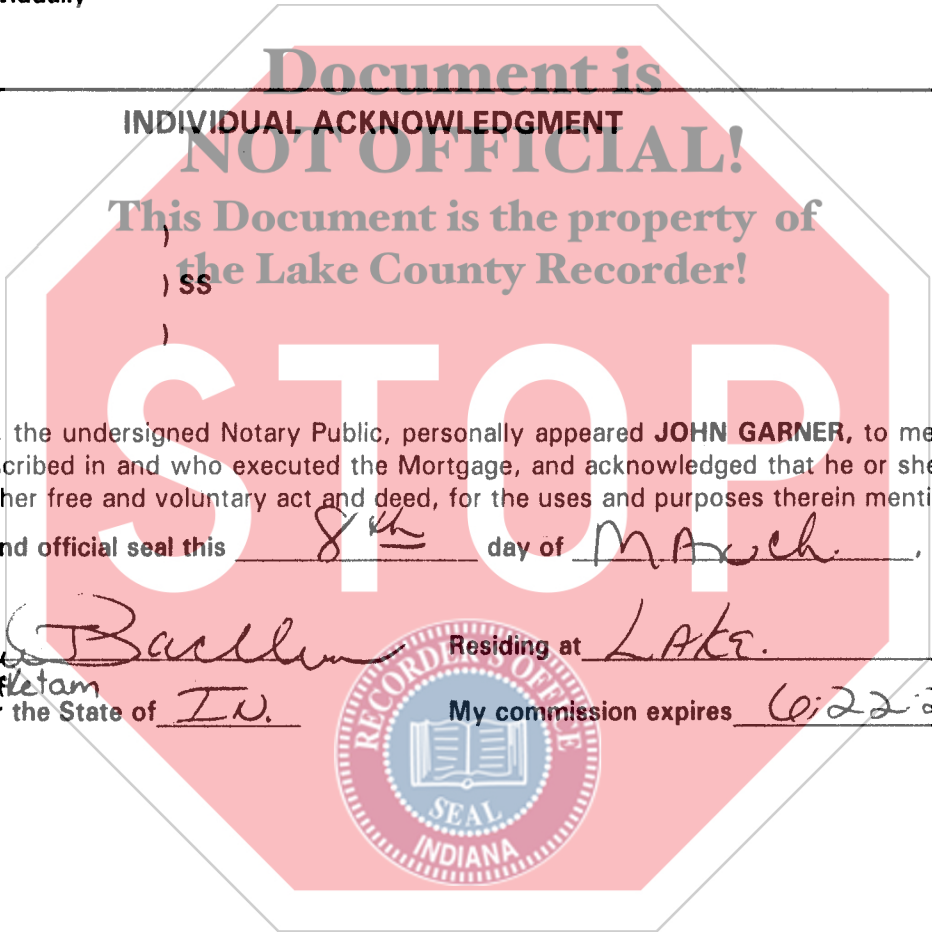 vidually
Document is
INDIVIDUAL ACKNOWLEDGMENT
NOT OFFICIAL!
This Document is the property of
)
the Lake County Recorder!
) SS
)
STOP
the undersigned Notary Public, personally appeared JOHN GARNER, to me
cribed in and who executed the Mortgage, and acknowledged that he or she
her free and voluntary act and deed, for the uses and purposes therein menti
nd official seal this 8th day of March.
Residing at LAKE.
the State of IN. My commission expires 6-22-2
RECORDER'S OFFICE
SEAL
INDIANA